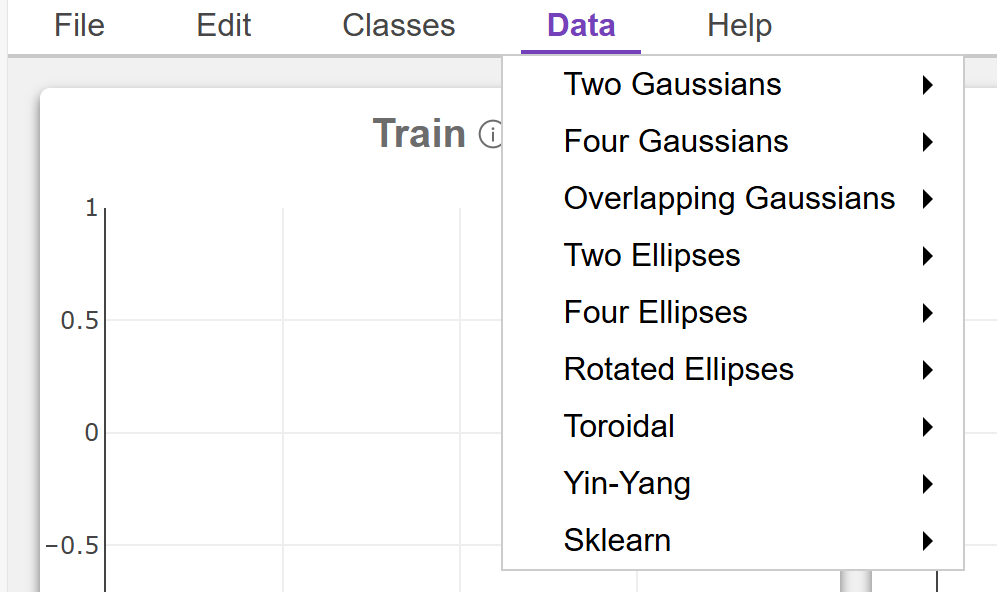 File Edit Classes Data Help
Two Gaussians
Four Gaussians
Overlapping Gaussians
Two Ellipses
Four Ellipses
Rotated Ellipses
Toroidal
Yin-Yang
Sklearn
Train ⓘ
1
0.5
0
−0.5